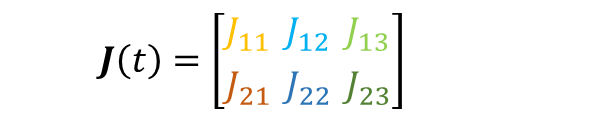 J(t) = [J₁₁ J₁₂ J₁₃
J₂₁ J₂₂ J₂₃]